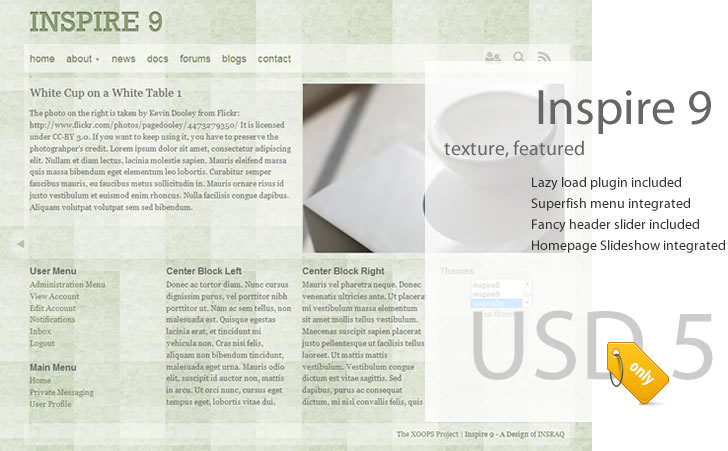 INSPIRE 9
home about news docs forums blogs contact
White Cup on a White Table 1
The photo on the right is taken by Kevin Dooley from Flickr:
http://www.flickr.com/photos/pagedooley/4473279350/ It is licensed
under CC-BY 3.0. If you want to keep using it, you have to preserve the
photograhper's credit. Lorem ipsum dolor sit amet, consectetur adipiscing
elit. Nullam et diam lectus, lacinia molestie sapien. Mauris eleifend massa
quis massa bibendum eget elementum leo lobortis. Curabitur semper
faucibus mauris, eu faucibus metus sollicitudin in. Mauris ornare risus id
justo vestibulum et euismod enim rhoncus. Nulla facilisis congue dapibus.
Aliquam volutpat volutpat sem sed bibendum.
Inspire 9
texture, featured
Lazy load plugin included
Superfish menu integrated
Fancy header slider included
Homepage Slideshow integrated
User Menu
Administration Menu
View Account
Edit Account
Notifications
Inbox
Logout
Main Menu
Home
Private Messaging
User Profile
Center Block Left
Donec ac tortor diam. Nunc cursus
dignissim purus, vel porttitor nibh
porttitor ut. Nam ac sem tellus, non
malesuada est. Quisque egestas
lacinia erat, et tincidunt mi
vehicula non. Cras nisi felis,
aliquam non bibendum tincidunt,
malesuada eget urna. Mauris odio
elit, suscipit id auctor non, mattis
in arcu. Ut orci nunc, cursus eget
tempus eget, lobortis vitae dui.
Center Block Right
Mauris vel pharetra neque. Donec
venenatis ultricies ante. Ut placerat
mi vestibulum massa elementum
sit amet mollis tellus vestibulum.
Maecenas suscipit sapien placerat
justo pellentesque ut facilisis tellus
laoreet. Ut mattis mattis
vestibulum. Vestibulum congue
dictum est vitae sagittis. Sed
dapibus, purus ac consequat
dictum, mi nisl convallis felis, quis
Themes
inspire8
inspire9
inspire9o
USD 5
only
The XOOPS Project | Inspire 9 - A Design of INSRAQ